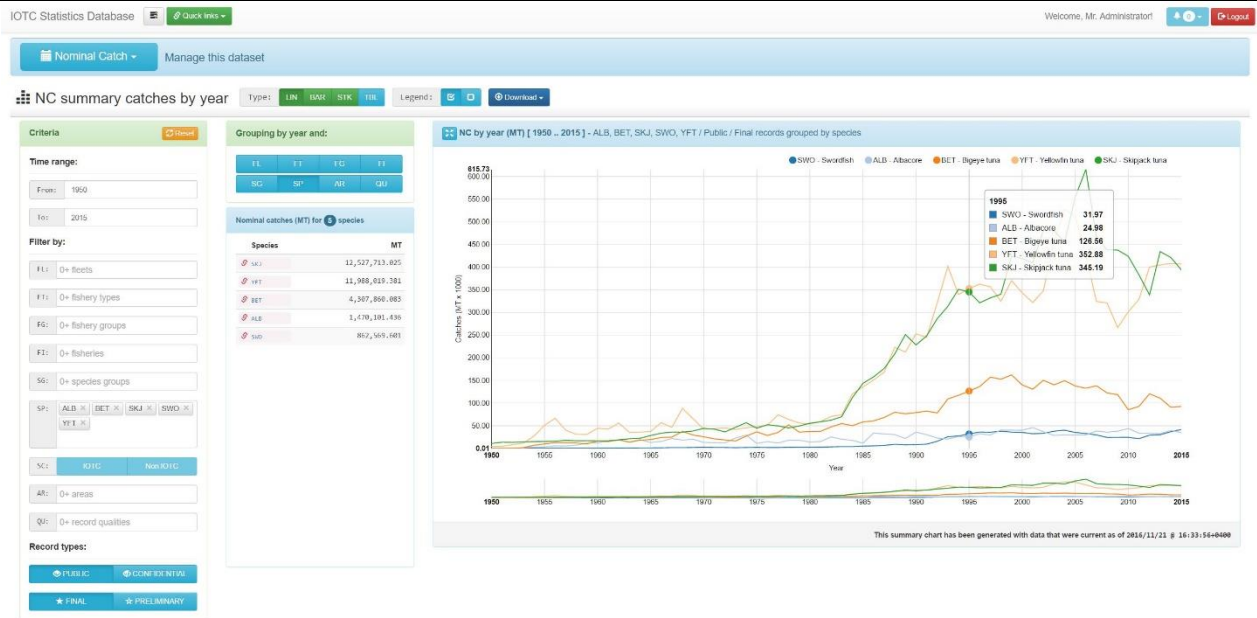 IOTC Statistics Database
Quick links
Welcome, Mr. Administrator!
0
Logout
Nominal Catch
Manage this dataset
NC summary catches by year
Type: LIN BAR STK TBL
Legend:
Download
Criteria
Reset
Time range:
From: 1950
To: 2015
Filter by:
FL: 0+ fleets
FT: 0+ fishery types
FG: 0+ fishery groups
FI: 0+ fisheries
SG: 0+ species groups
SP: ALB × BET × SKJ × SWO ×
YFT ×
SC: IOTC Non IOTC
AR: 0+ areas
QU: 0+ record qualities
Record types:
PUBLIC CONFIDENTIAL
FINAL PRELIMINARY
Grouping by year and:
FL FT FG FI
SG SP AR QU
Nominal catches (MT) for 5 species
Species MT
SKJ 12,527,713.025
YFT 11,988,019.381
BET 4,307,860.083
ALB 1,470,101.436
SWO 862,569.601
NC by year (MT) [ 1950 .. 2015 ] - ALB, BET, SKJ, SWO, YFT / Public / Final records grouped by species
SWO - Swordfish ALB - Albacore BET - Bigeye tuna YFT - Yellowfin tuna SKJ - Skipjack tuna
615.73
600.00
550.00
500.00
450.00
400.00
350.00
300.00
250.00
200.00
150.00
100.00
50.00
0.01
Catches (MT x 1000)
1995
SWO - Swordfish 31.97
ALB - Albacore 24.98
BET - Bigeye tuna 126.56
YFT - Yellowfin tuna 352.88
SKJ - Skipjack tuna 345.19
1950 1955 1960 1965 1970 1975 1980 1985 1990 1995 2000 2005 2010 2015
Year
1950 1955 1960 1965 1970 1975 1980 1985 1990 1995 2000 2005 2010 2015
This summary chart has been generated with data that were current as of 2016/11/21 @ 16:33:56+0400